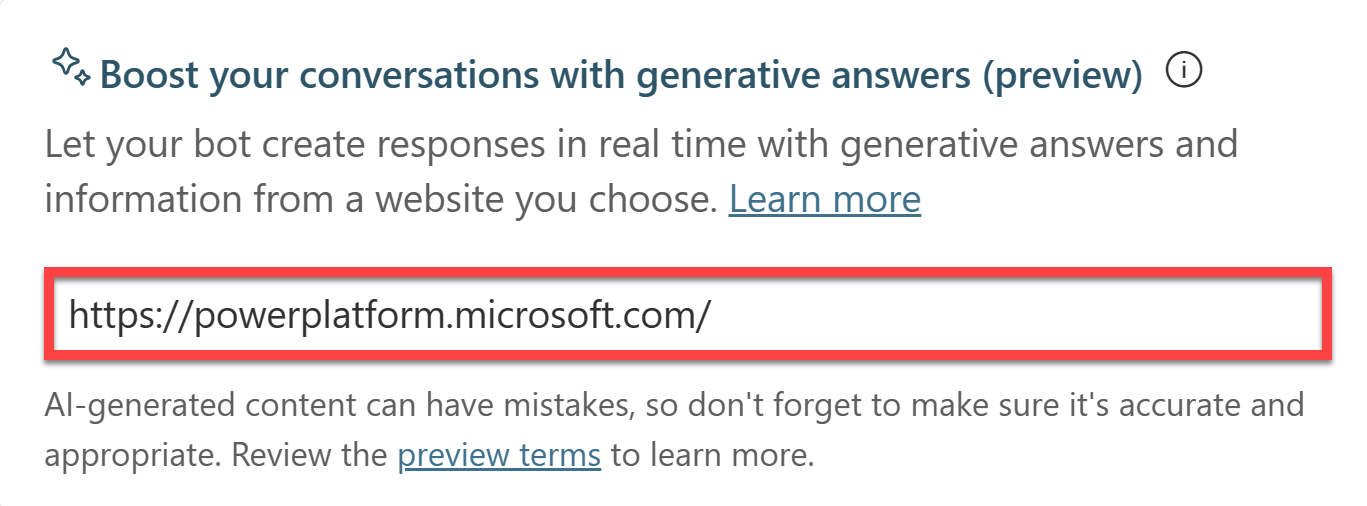 Boost your conversations with generative answers (preview)
Let your bot create responses in real time with generative answers and
information from a website you choose. Learn more
https://powerplatform.microsoft.com/
AI-generated content can have mistakes, so don't forget to make sure it's accurate and
appropriate. Review the preview terms to learn more.